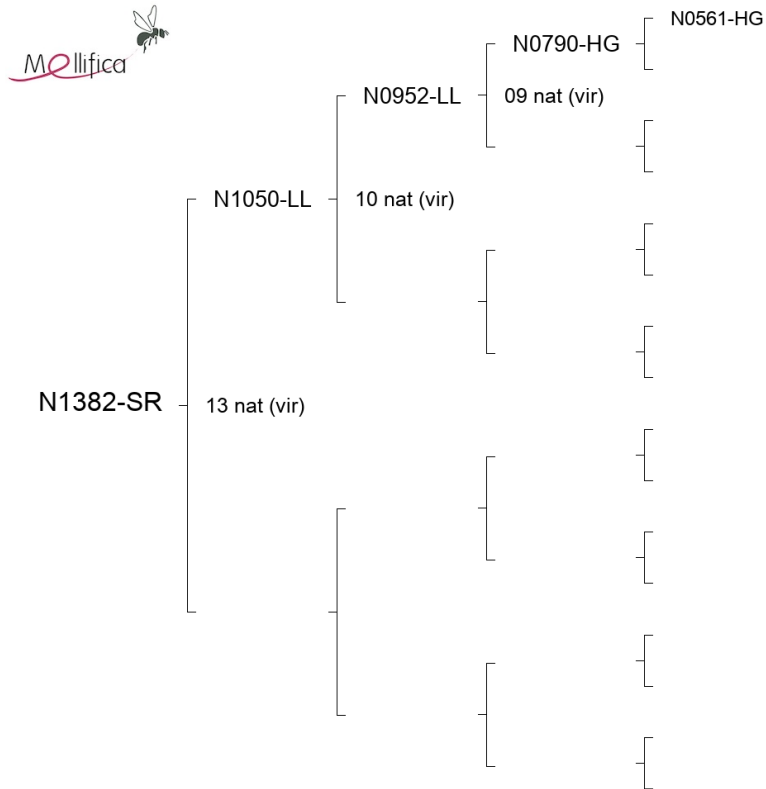 Mellifica
N0561-HG
N0790-HG
N0952-LL
09 nat (vir)
N1050-LL
10 nat (vir)
N1382-SR
13 nat (vir)